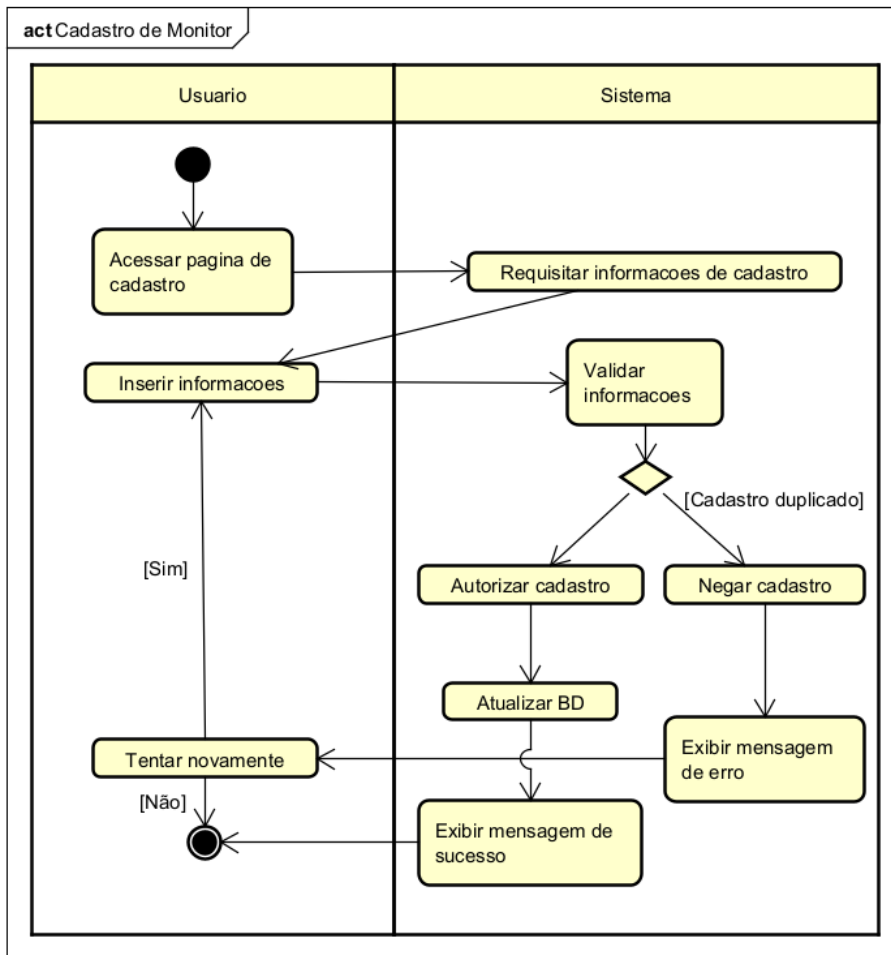 act Cadastro de Monitor
Usuario
Sistema
Acessar pagina de
cadastro
Requisitar informacoes de cadastro
Inserir informacoes
Validar
informacoes
[Cadastro duplicado]
[Sim]
Autorizar cadastro
Negar cadastro
Atualizar BD
Tentar novamente
Exibir mensagem
de erro
[Não]
Exibir mensagem de
sucesso